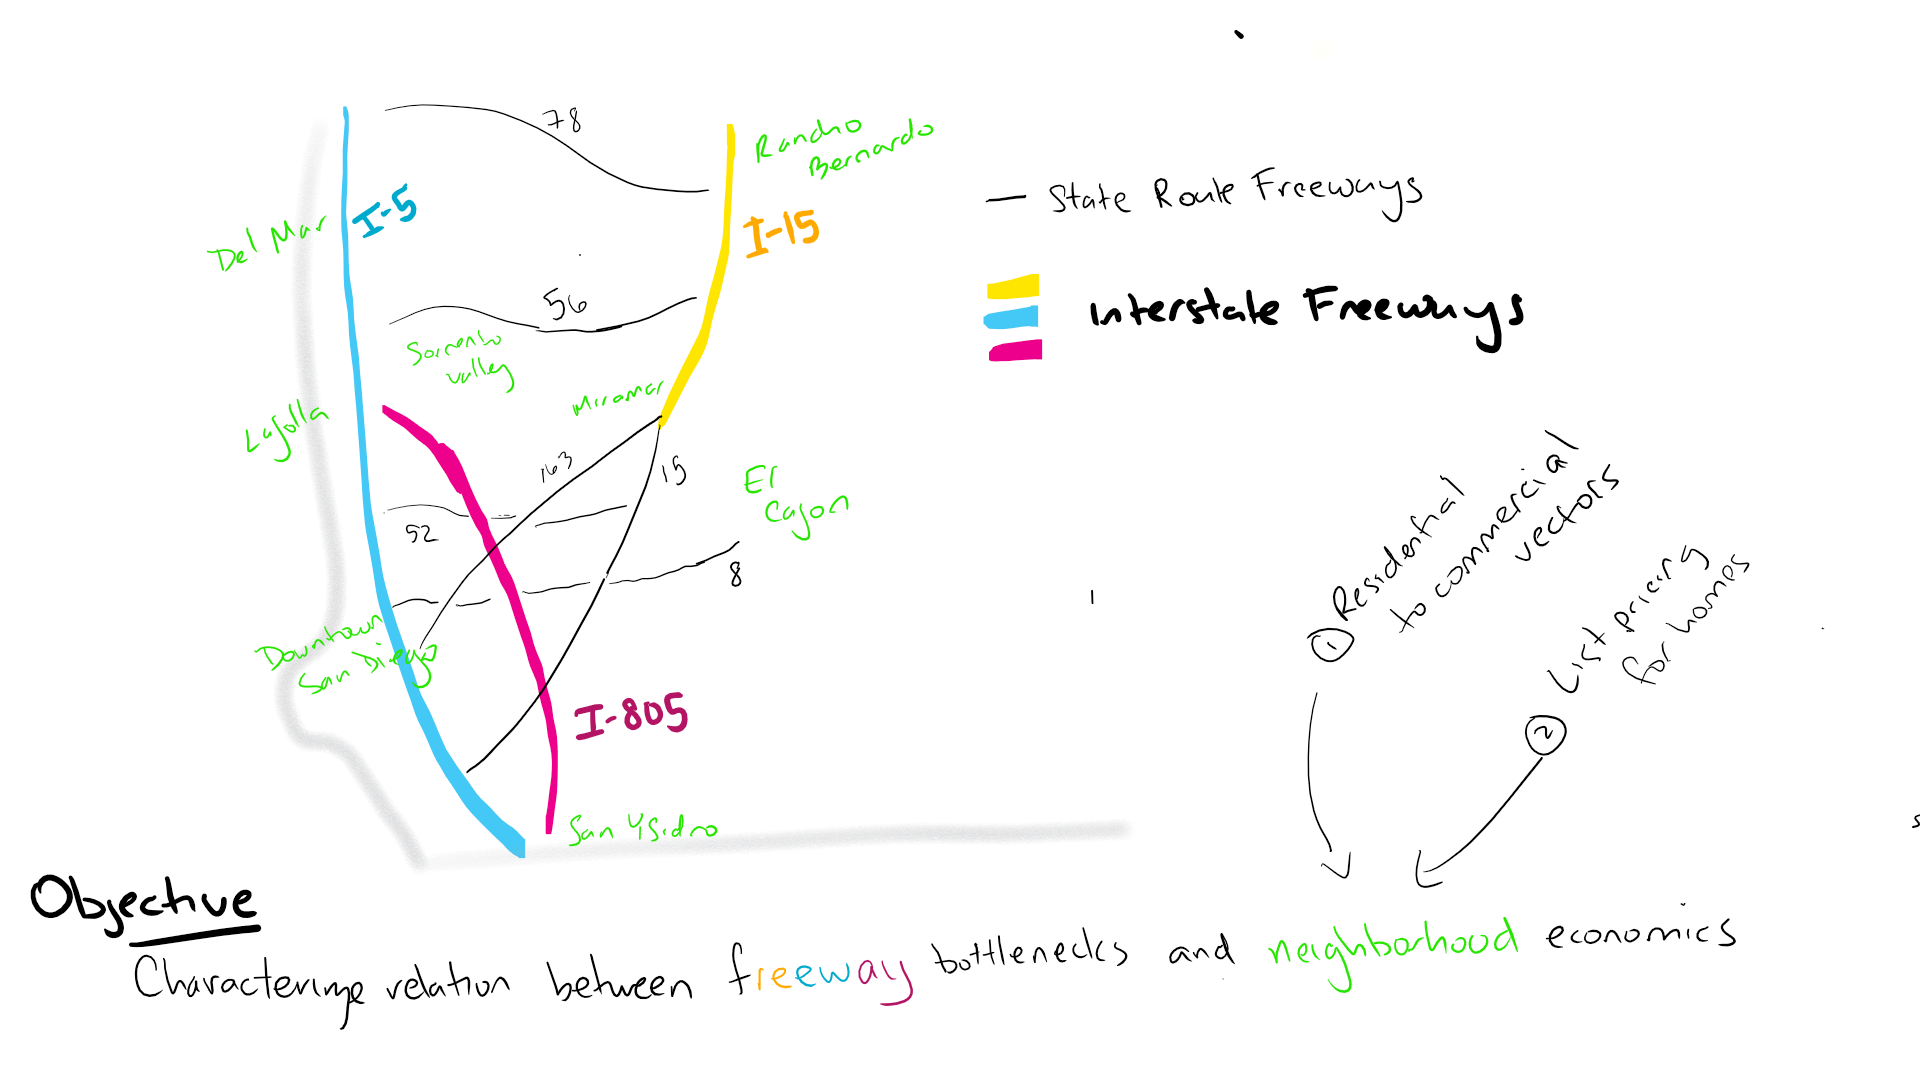 78
Rancho
Bernardo
I-5
Del Mar
I-15
State Route Freeways
56
Interstate Freeways
Sorrento
Valley
Miramar
LaJolla
163
15
El
Cajon
52
8
Residential
to commercial
vectors
1
List pricing
for homes
2
Downtown
San Diego
I-805
San Ysidro
Objective
Characterize relation between freeway bottlenecks and neighborhood economics